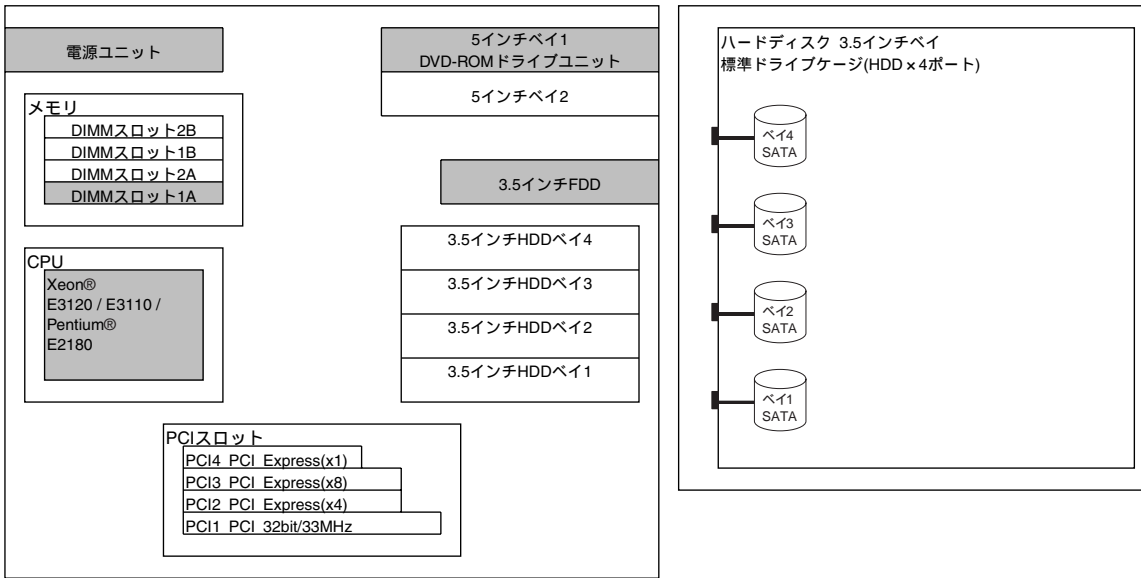 電源ユニット
5インチベイ1
DVD-ROMドライブユニット
5インチベイ2
メモリ
DIMMスロット2B
DIMMスロット1B
DIMMスロット2A
DIMMスロット1A
3.5インチFDD
CPU
Xeon®
E3120 / E3110 /
Pentium®
E2180
3.5インチHDDベイ4
3.5インチHDDベイ3
3.5インチHDDベイ2
3.5インチHDDベイ1
PCIスロット
PCI4 PCI Express(x1)
PCI3 PCI Express(x8)
PCI2 PCI Express(x4)
PCI1 PCI 32bit/33MHz
ハードディスク 3.5インチベイ
標準ドライブケージ(HDD×4ポート)
ベイ4
SATA
ベイ3
SATA
ベイ2
SATA
ベイ1
SATA